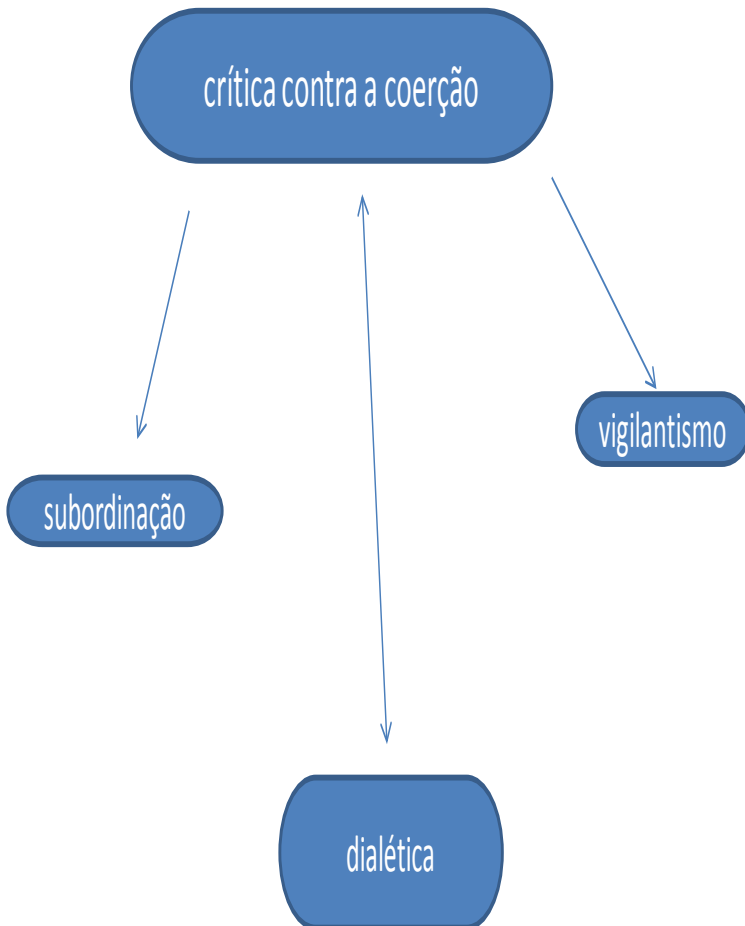 crítica contra a coerção
vigilantismo
subordinação
dialética